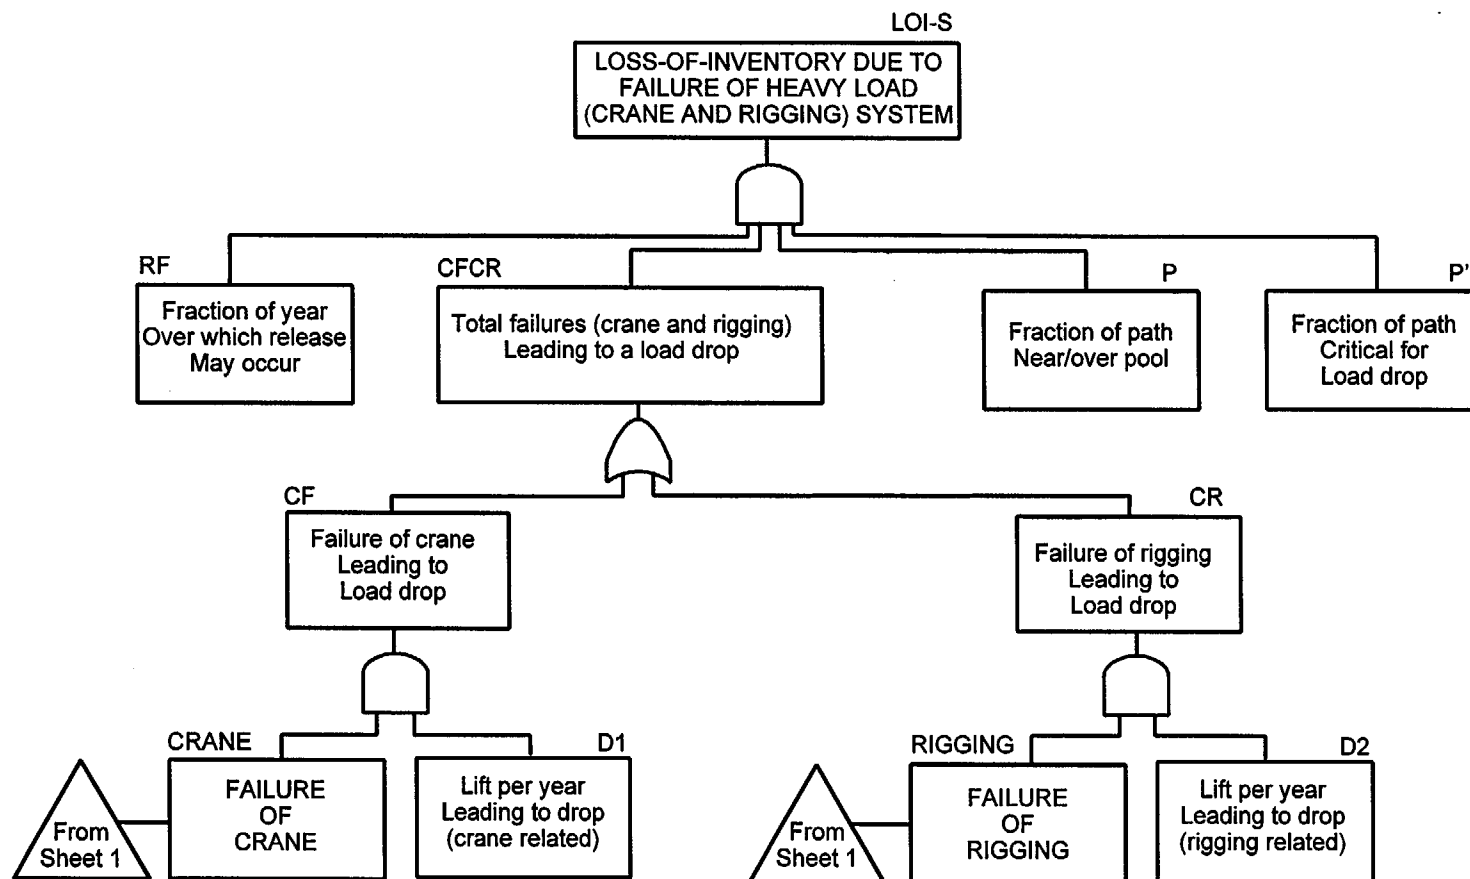 LOI-S
LOSS-OF-INVENTORY DUE TO
FAILURE OF HEAVY LOAD
(CRANE AND RIGGING) SYSTEM
RF
Fraction of year
Over which release
May occur
CFCR
Total failures (crane and rigging)
Leading to a load drop
P
Fraction of path
Near/over pool
P'
Fraction of path
Critical for
Load drop
CF
Failure of crane
Leading to
Load drop
CR
Failure of rigging
Leading to
Load drop
CRANE
FAILURE
OF
CRANE
From
Sheet 1
D1
Lift per year
Leading to drop
(crane related)
RIGGING
FAILURE
OF
RIGGING
From
Sheet 1
D2
Lift per year
Leading to drop
(rigging related)